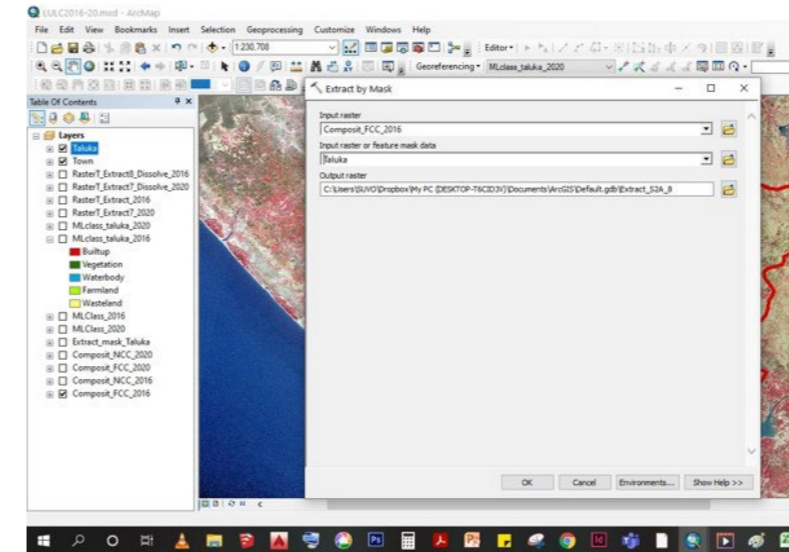 LULC2016-20.mxd - ArcMap
File Edit View Bookmarks Insert Selection Geoprocessing Customize Windows Help
1:230,708
Editor
Georeferencing MLclass_taluka_2020
Table Of Contents
Layers
Taluka
Town
RasterT_Extract8_Dissolve_2016
RasterT_Extract7_Dissolve_2020
RasterT_Extract_2016
RasterT_Extract7_2020
MLclass_taluka_2020
MLclass_taluka_2016
Builtup
Vegetation
Waterbody
Farmland
Wasteland
MLClass_2016
MLClass_2020
Extract_mask_Taluka
Composit_NCC_2020
Composit_FCC_2020
Composit_NCC_2016
Composit_FCC_2016
Extract by Mask
Input raster
Composit_FCC_2016
Input raster or feature mask data
Taluka
Output raster
C:\Users\SUVO\Dropbox\My PC (DESKTOP-T6CID3V)\Documents\ArcGIS\Default.gdb\Extract_S2A_8
OK Cancel Environments... Show Help >>
Ps
Id